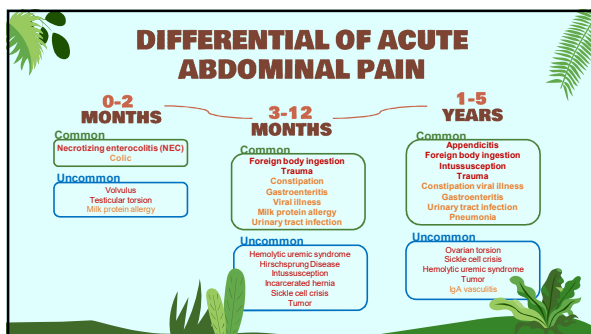 DIFFERENTIAL OF ACUTE
ABDOMINAL PAIN
0-2
MONTHS
Common
Necrotizing enterocolitis (NEC)
Colic
Uncommon
Volvulus
Testicular torsion
Milk protein allergy
3-12
MONTHS
Common
Foreign body ingestion
Trauma
Constipation
Gastroenteritis
Viral illness
Milk protein allergy
Urinary tract infection
Uncommon
Hemolytic uremic syndrome
Hirschsprung Disease
Intussusception
Incarcerated hernia
Sickle cell crisis
Tumor
1-5
YEARS
Common
Appendicitis
Foreign body ingestion
Intussusception
Trauma
Constipation viral illness
Gastroenteritis
Urinary tract infection
Pneumonia
Uncommon
Ovarian torsion
Sickle cell crisis
Hemolytic uremic syndrome
Tumor
IgA vasculitis